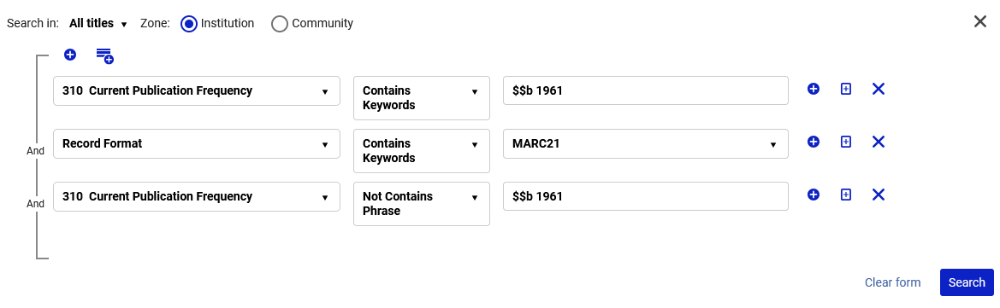 Search in: All titles Zone: Institution Community
310 Current Publication Frequency Contains Keywords $$b 1961
And Record Format Contains Keywords MARC21
And 310 Current Publication Frequency Not Contains Phrase $$b 1961
Clear form Search